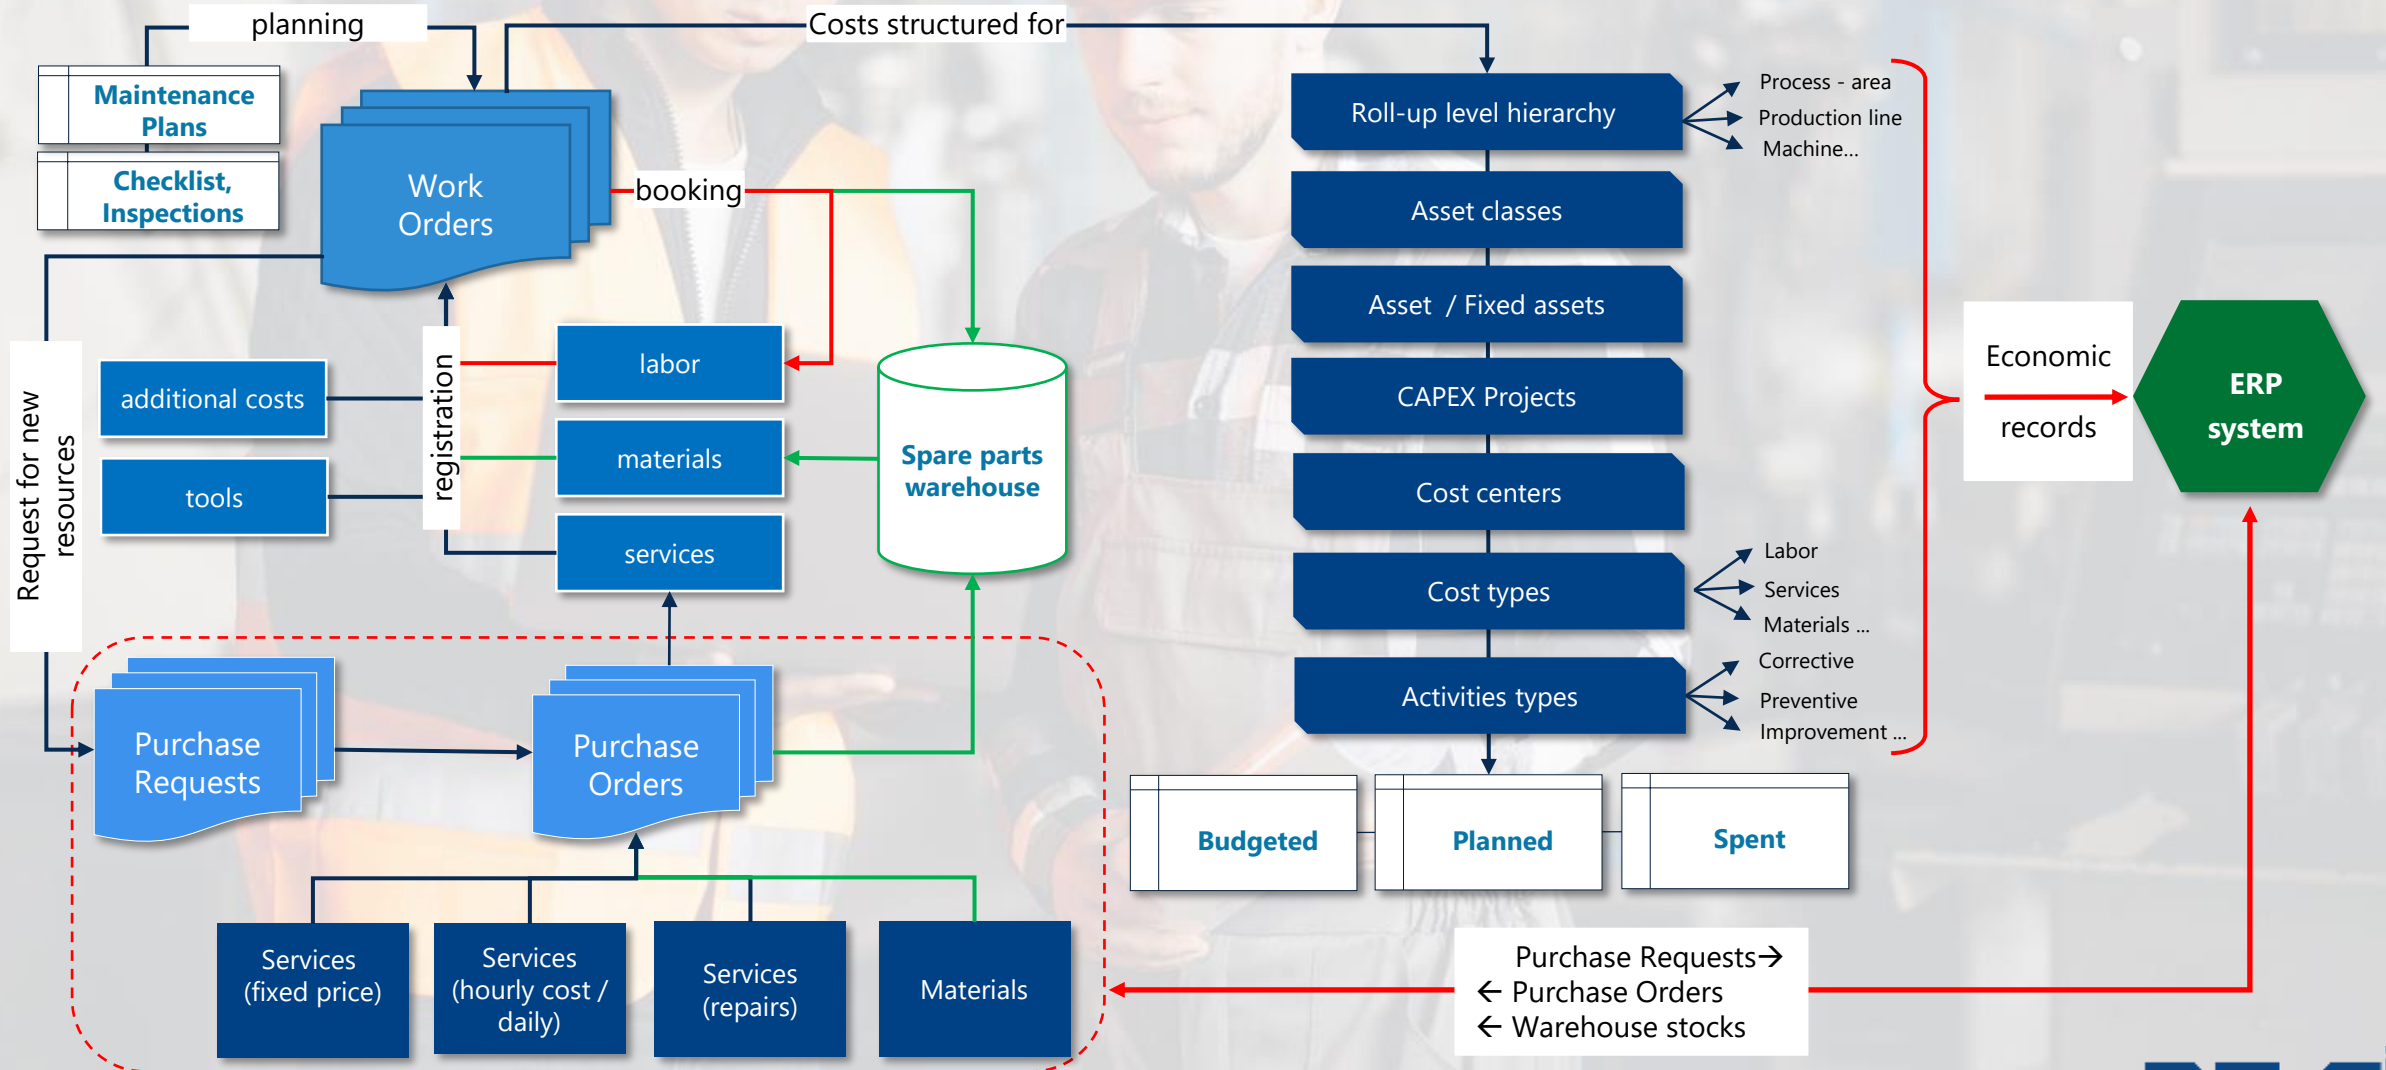 planning
Costs structured for
Maintenance
Plans
Checklist,
Inspections
Work
Orders
booking
Roll-up level hierarchy
Process - area
Production line
Machine...
Asset classes
Asset / Fixed assets
CAPEX Projects
Cost centers
Cost types
Labor
Services
Materials ...
Activities types
Corrective
Preventive
Improvement ...
Economic
records
ERP
system
Request for new
resources
registration
additional costs
tools
labor
materials
services
Spare parts
warehouse
Purchase
Requests
Purchase
Orders
Budgeted
Planned
Spent
Services
(fixed price)
Services
(hourly cost /
daily)
Services
(repairs)
Materials
Purchase Requests→
← Purchase Orders
← Warehouse stocks